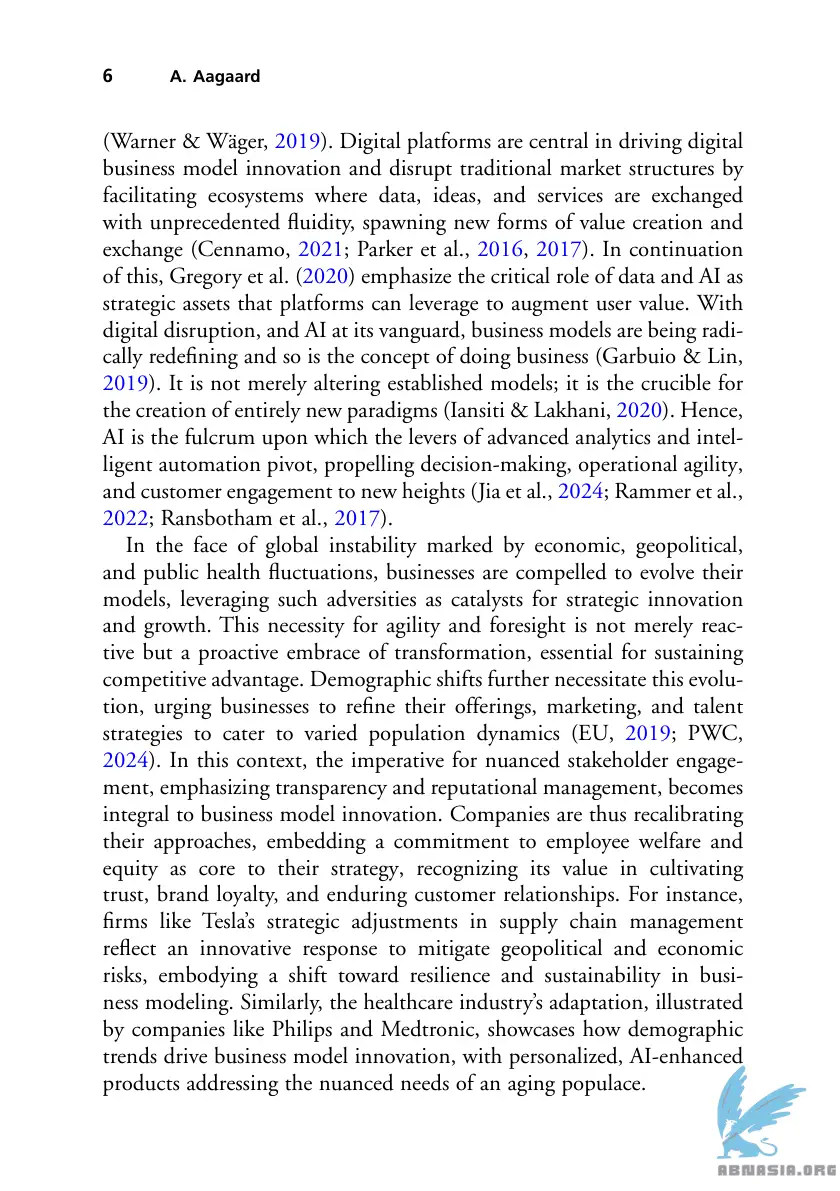 6 A. Aagaard
(Warner & Wäger, 2019). Digital platforms are central in driving digital
business model innovation and disrupt traditional market structures by
facilitating ecosystems where data, ideas, and services are exchanged
with unprecedented fluidity, spawning new forms of value creation and
exchange (Cennamo, 2021; Parker et al., 2016, 2017). In continuation
of this, Gregory et al. (2020) emphasize the critical role of data and AI as
strategic assets that platforms can leverage to augment user value. With
digital disruption, and AI at its vanguard, business models are being radi-
cally redefining and so is the concept of doing business (Garbuio & Lin,
2019). It is not merely altering established models; it is the crucible for
the creation of entirely new paradigms (Iansiti & Lakhani, 2020). Hence,
AI is the fulcrum upon which the levers of advanced analytics and intel-
ligent automation pivot, propelling decision-making, operational agility,
and customer engagement to new heights (Jia et al., 2024; Rammer et al.,
2022; Ransbotham et al., 2017).
In the face of global instability marked by economic, geopolitical,
and public health fluctuations, businesses are compelled to evolve their
models, leveraging such adversities as catalysts for strategic innovation
and growth. This necessity for agility and foresight is not merely reac-
tive but a proactive embrace of transformation, essential for sustaining
competitive advantage. Demographic shifts further necessitate this evolu-
tion, urging businesses to refine their offerings, marketing, and talent
strategies to cater to varied population dynamics (EU, 2019; PWC,
2024). In this context, the imperative for nuanced stakeholder engage-
ment, emphasizing transparency and reputational management, becomes
integral to business model innovation. Companies are thus recalibrating
their approaches, embedding a commitment to employee welfare and
equity as core to their strategy, recognizing its value in cultivating
trust, brand loyalty, and enduring customer relationships. For instance,
firms like Tesla's strategic adjustments in supply chain management
reflect an innovative response to mitigate geopolitical and economic
risks, embodying a shift toward resilience and sustainability in busi-
ness modeling. Similarly, the healthcare industry's adaptation, illustrated
by companies like Philips and Medtronic, showcases how demographic
trends drive business model innovation, with personalized, AI-enhanced
products addressing the nuanced needs of an aging populace.
ABNASIA.ORG